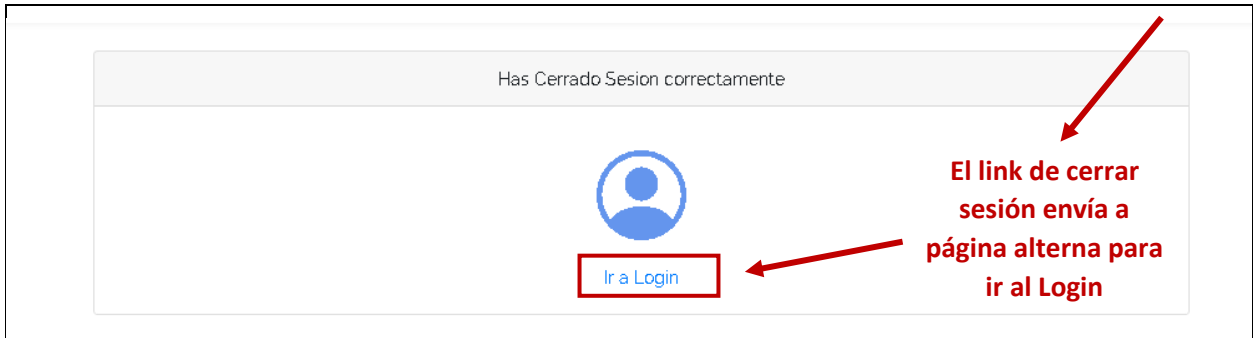 Has Cerrado Sesion correctamente
El link de cerrar
sesión envía a
página alterna para
ir al Login
Ir a Login